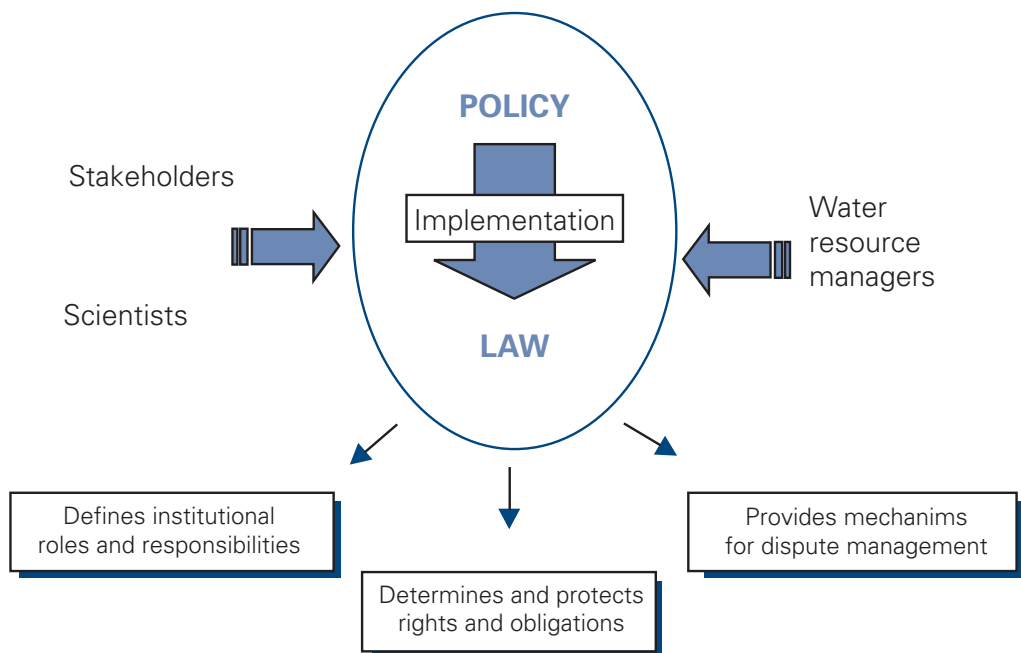 POLICY
Stakeholders
Implementation
Water
resource
managers
Scientists
LAW
Defines institutional
roles and responsibilities
Provides mechanims
for dispute management
Determines and protects
rights and obligations